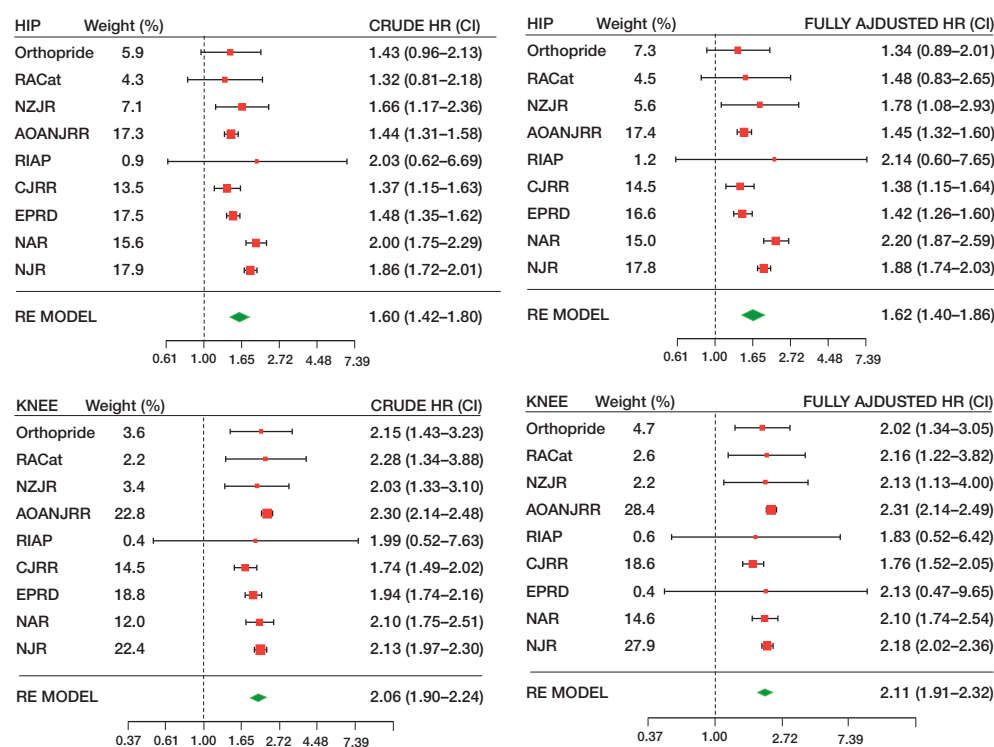 HIP Weight (%) CRUDE HR (CI)
Orthopride 5.9 1.43 (0.96–2.13)
RACat 4.3 1.32 (0.81–2.18)
NZJR 7.1 1.66 (1.17–2.36)
AOANJRR 17.3 1.44 (1.31–1.58)
RIAP 0.9 2.03 (0.62–6.69)
CJRR 13.5 1.37 (1.15–1.63)
EPRD 17.5 1.48 (1.35–1.62)
NAR 15.6 2.00 (1.75–2.29)
NJR 17.9 1.86 (1.72–2.01)
RE MODEL 1.60 (1.42–1.80)
0.61 1.00 1.65 2.72 4.48 7.39
HIP Weight (%) FULLY AJDUSTED HR (CI)
Orthopride 7.3 1.34 (0.89–2.01)
RACat 4.5 1.48 (0.83–2.65)
NZJR 5.6 1.78 (1.08–2.93)
AOANJRR 17.4 1.45 (1.32–1.60)
RIAP 1.2 2.14 (0.60–7.65)
CJRR 14.5 1.38 (1.15–1.64)
EPRD 16.6 1.42 (1.26–1.60)
NAR 15.0 2.20 (1.87–2.59)
NJR 17.8 1.88 (1.74–2.03)
RE MODEL 1.62 (1.40–1.86)
0.61 1.00 1.65 2.72 4.48 7.39
KNEE Weight (%) CRUDE HR (CI)
Orthopride 3.6 2.15 (1.43–3.23)
RACat 2.2 2.28 (1.34–3.88)
NZJR 3.4 2.03 (1.33–3.10)
AOANJRR 22.8 2.30 (2.14–2.48)
RIAP 0.4 1.99 (0.52–7.63)
CJRR 14.5 1.74 (1.49–2.02)
EPRD 18.8 1.94 (1.74–2.16)
NAR 12.0 2.10 (1.75–2.51)
NJR 22.4 2.13 (1.97–2.30)
RE MODEL 2.06 (1.90–2.24)
0.37 0.61 1.00 1.65 2.72 4.48 7.39
KNEE Weight (%) FULLY AJDUSTED HR (CI)
Orthopride 4.7 2.02 (1.34–3.05)
RACat 2.6 2.16 (1.22–3.82)
NZJR 2.2 2.13 (1.13–4.00)
AOANJRR 28.4 2.31 (2.14–2.49)
RIAP 0.6 1.83 (0.52–6.42)
CJRR 18.6 1.76 (1.52–2.05)
EPRD 0.4 2.13 (0.47–9.65)
NAR 14.6 2.10 (1.74–2.54)
NJR 27.9 2.18 (2.02–2.36)
RE MODEL 2.11 (1.91–2.32)
0.37 1.00 2.72 7.39